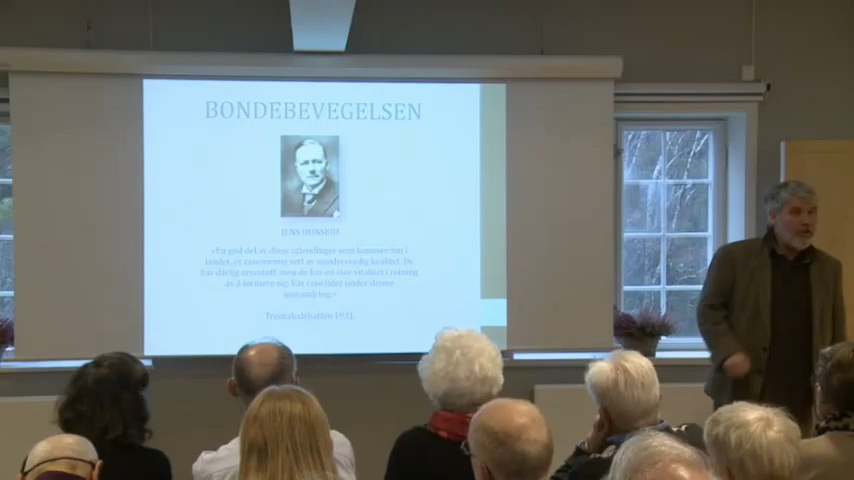 BONDEBEVEGELSEN
JENS HUNSEID
«En god del av disse utlendinger som kommer inn i
landet, er rasemessig sett av mindreverdig kvalitet. De
har dårlig arvestoff men de har en stor vitalitet i retning
av å formere sig. Vår rase lider under denne
innvandring.»
Trontaledebatten 1931.